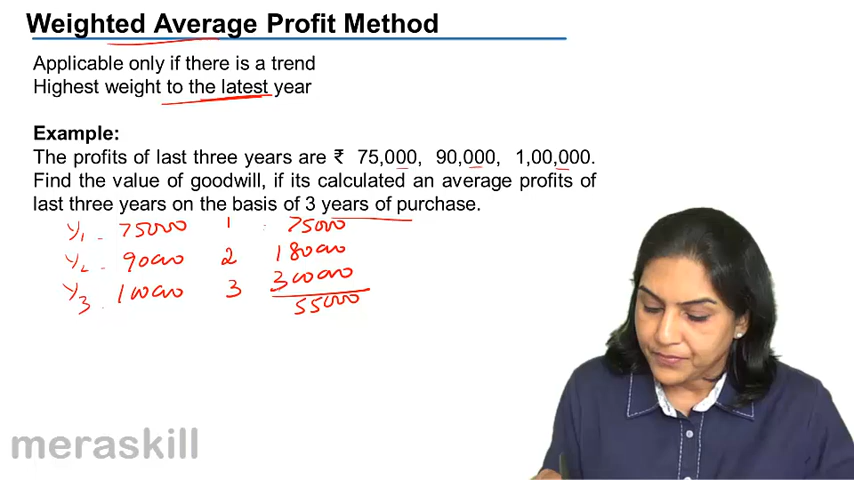 Weighted Average Profit Method
Applicable only if there is a trend
Highest weight to the latest year
Example:
The profits of last three years are ₹ 75,000, 90,000, 1,00,000.
Find the value of goodwill, if its calculated an average profits of
last three years on the basis of 3 years of purchase.
Y1 - 75000 1 : 75000
Y2 - 90000 2 180000
Y3 - 100000 3 300000
55000
meraskill